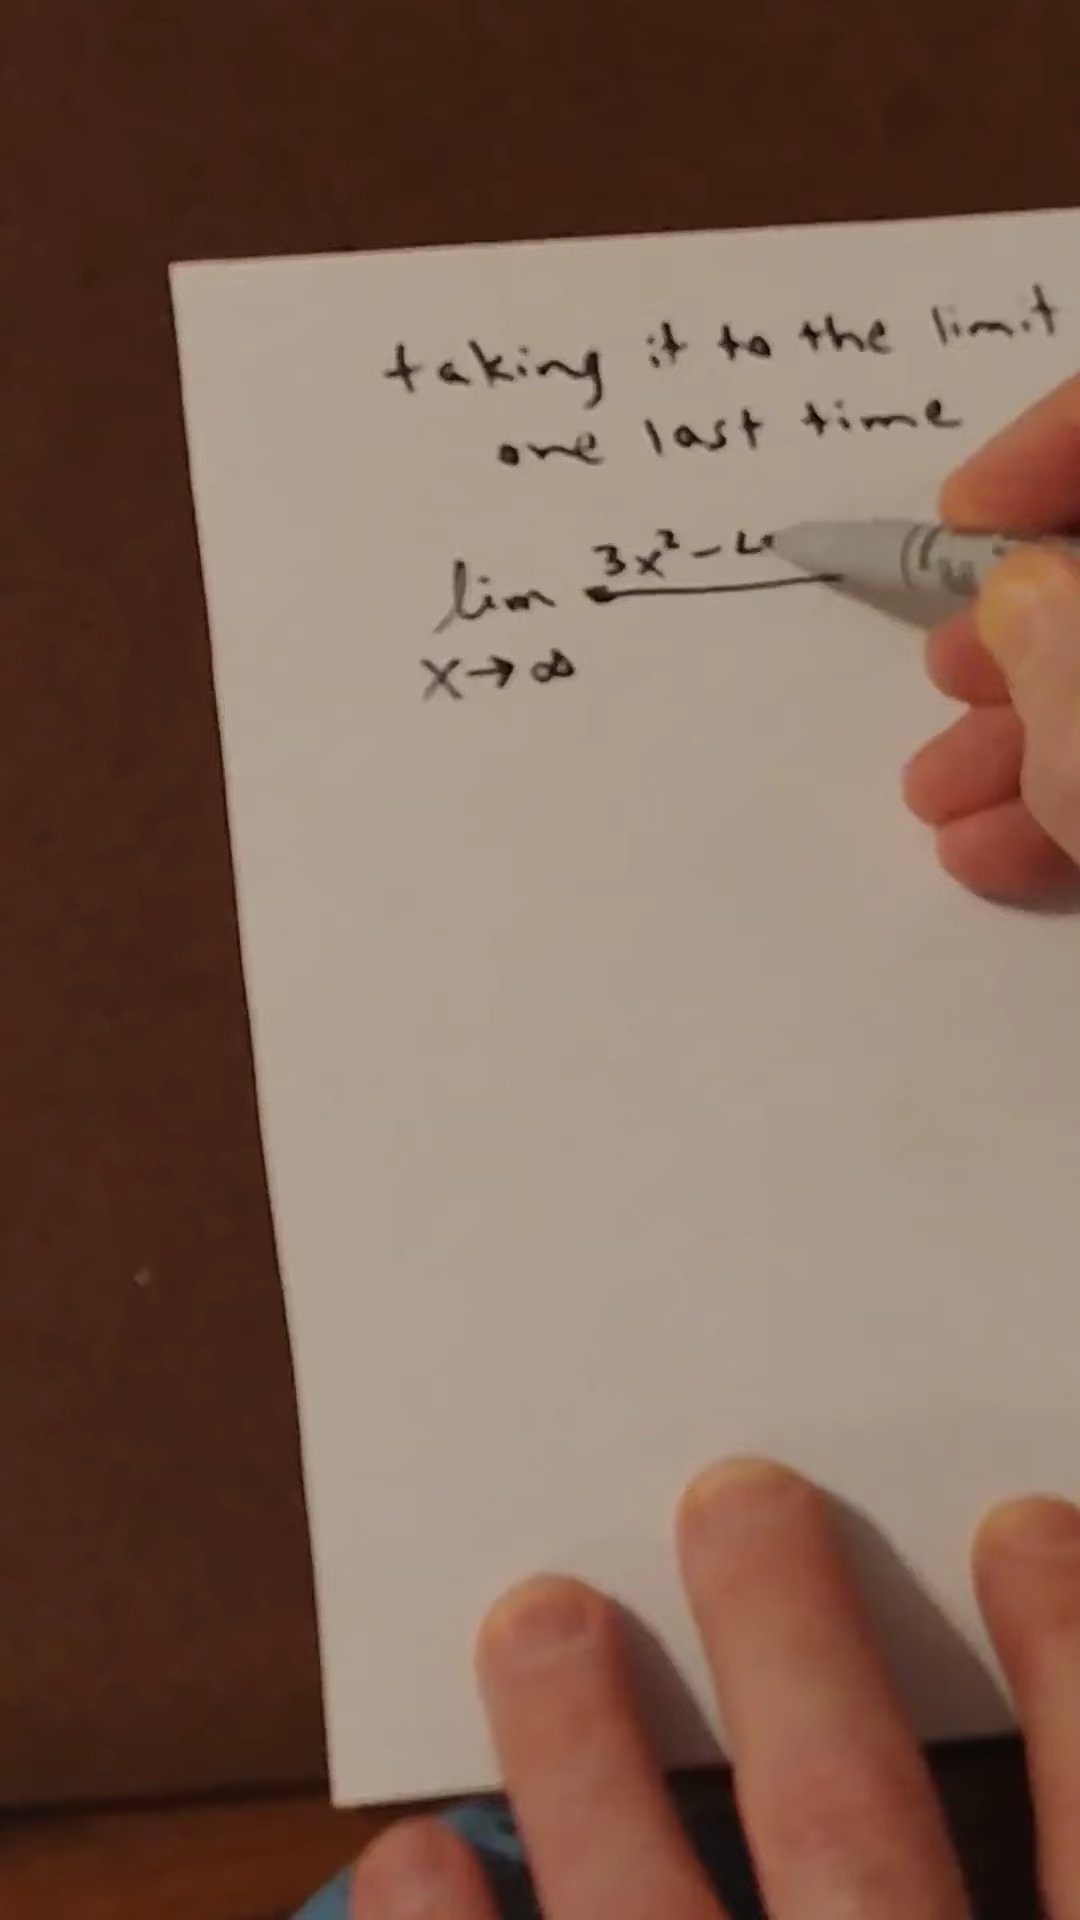 taking it to the limit
one last time
lim 3x² –
x → ∞